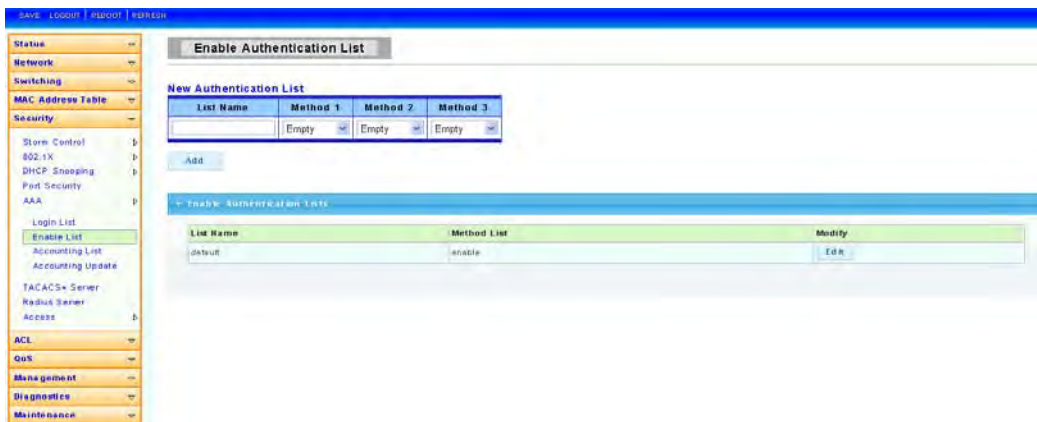 SAVE LOGOUT | REBOOT | REFRESH
Status
Network
Switching
MAC Address Table
Security
Storm Control
802.1X
DHCP Snooping
Port Security
AAA
Login List
Enable List
Accounting List
Accounting Update
TACACS+ Server
Radius Server
Access
ACL
QoS
Management
Diagnostics
Maintenance
Enable Authentication List
New Authentication List
List Name Method 1 Method 2 Method 3
Empty Empty Empty
Add
Enable Authentication Lists
List Name Method List Modify
default enable Edit